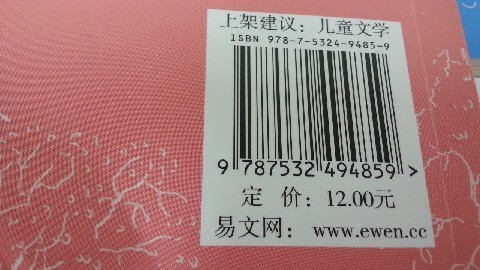 上架建议：儿童文学
ISBN 978-7-5324-9485-9
9 787532 494859 >
定 价：12.00元
易文网：www.ewen.cc